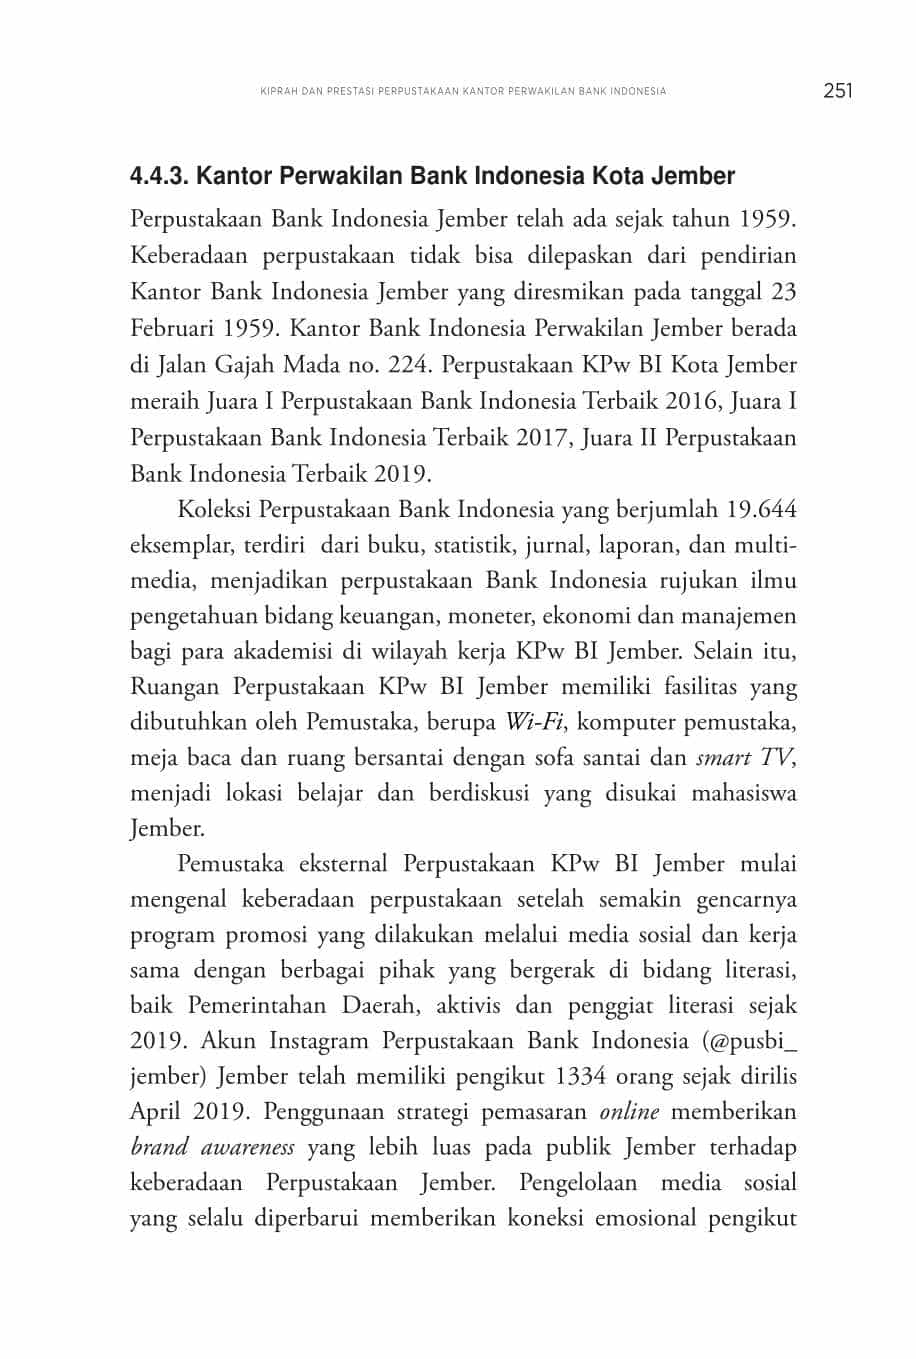 KIPRAH DAN PRESTASI PERPUSTAKAAN KANTOR PERWAKILAN BANK INDONESIA 251
4.4.3. Kantor Perwakilan Bank Indonesia Kota Jember
Perpustakaan Bank Indonesia Jember telah ada sejak tahun 1959.
Keberadaan perpustakaan tidak bisa dilepaskan dari pendirian
Kantor Bank Indonesia Jember yang diresmikan pada tanggal 23
Februari 1959. Kantor Bank Indonesia Perwakilan Jember berada
di Jalan Gajah Mada no. 224. Perpustakaan KPw BI Kota Jember
meraih Juara I Perpustakaan Bank Indonesia Terbaik 2016, Juara I
Perpustakaan Bank Indonesia Terbaik 2017, Juara II Perpustakaan
Bank Indonesia Terbaik 2019.
Koleksi Perpustakaan Bank Indonesia yang berjumlah 19.644
eksemplar, terdiri dari buku, statistik, jurnal, laporan, dan multi-
media, menjadikan perpustakaan Bank Indonesia rujukan ilmu
pengetahuan bidang keuangan, moneter, ekonomi dan manajemen
bagi para akademisi di wilayah kerja KPw BI Jember. Selain itu,
Ruangan Perpustakaan KPw BI Jember memiliki fasilitas yang
dibutuhkan oleh Pemustaka, berupa Wi-Fi, komputer pemustaka,
meja baca dan ruang bersantai dengan sofa santai dan smart TV,
menjadi lokasi belajar dan berdiskusi yang disukai mahasiswa
Jember.
Pemustaka eksternal Perpustakaan KPw BI Jember mulai
mengenal keberadaan perpustakaan setelah semakin gencarnya
program promosi yang dilakukan melalui media sosial dan kerja
sama dengan berbagai pihak yang bergerak di bidang literasi,
baik Pemerintahan Daerah, aktivis dan penggiat literasi sejak
2019. Akun Instagram Perpustakaan Bank Indonesia (@pusbi_
jember) Jember telah memiliki pengikut 1334 orang sejak dirilis
April 2019. Penggunaan strategi pemasaran online memberikan
brand awareness yang lebih luas pada publik Jember terhadap
keberadaan Perpustakaan Jember. Pengelolaan media sosial
yang selalu diperbarui memberikan koneksi emosional pengikut